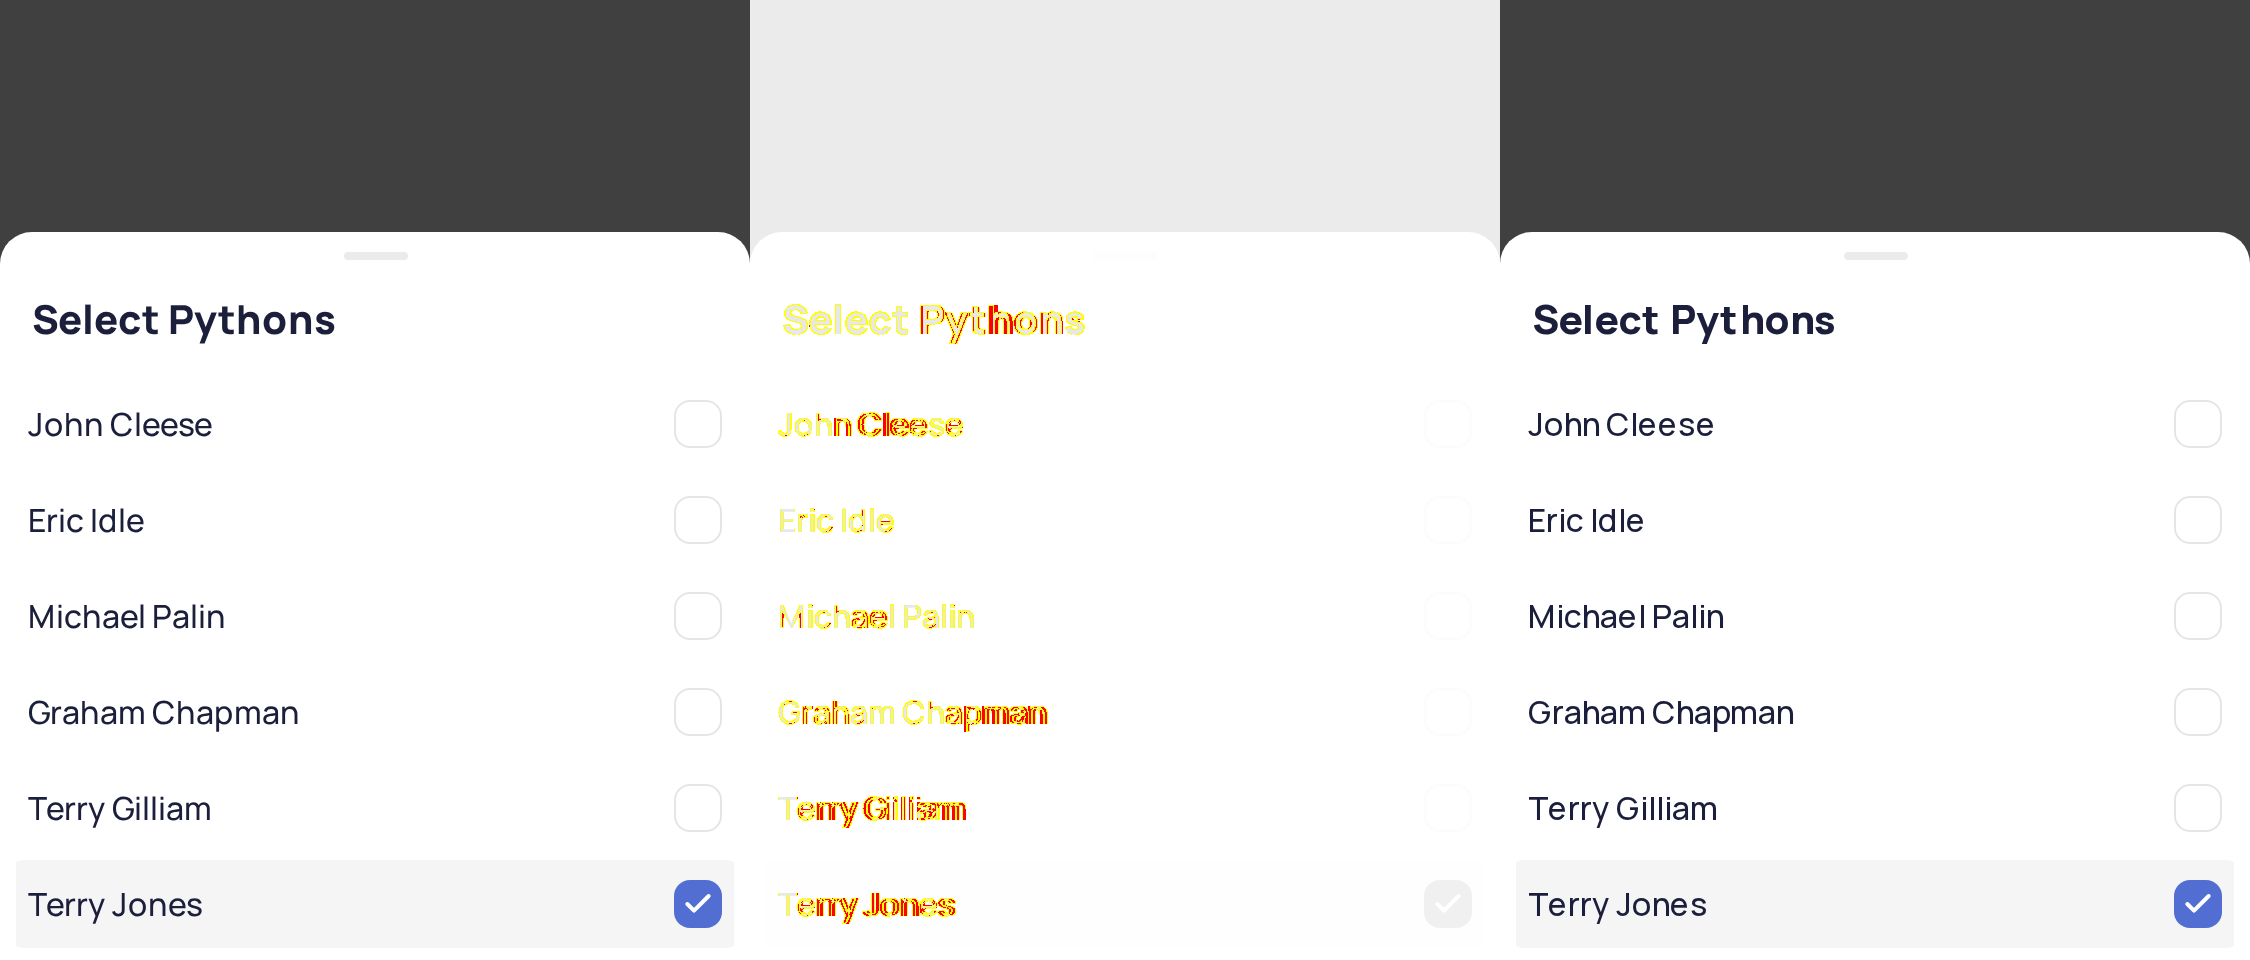 Select Pythons Select Pythons Select Pythons
John Cleese John Cleese John Cleese
Eric Idle Eric Idle Eric Idle
Michael Palin Michael Palin Michael Palin
Graham Chapman Graham Chapman Graham Chapman
Terry Gilliam Terry Gilliam Terry Gilliam
Terry Jones Terry Jones Terry Jones